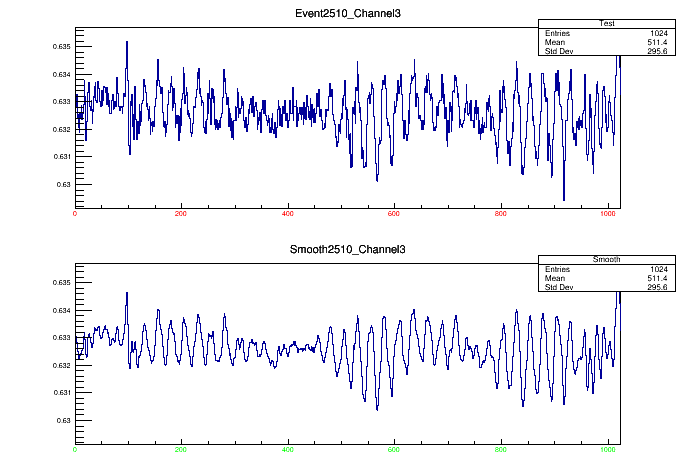 Event2510_Channel3
Test
Entries 1024
Mean 511.4
Std Dev 295.6
0.635
0.634
0.633
0.632
0.631
0.63
0 200 400 600 800 1000
Smooth2510_Channel3
Smooth
Entries 1024
Mean 511.4
Std Dev 295.6
0.635
0.634
0.633
0.632
0.631
0.63
0 200 400 600 800 1000